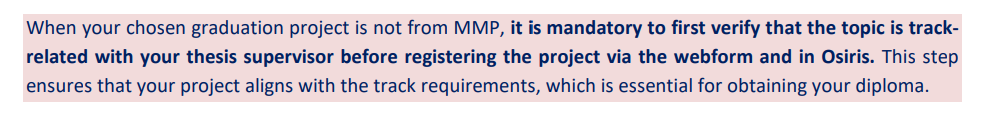 When your chosen graduation project is not from MMP, it is mandatory to first verify that the topic is track-
related with your thesis supervisor before registering the project via the webform and in Osiris. This step
ensures that your project aligns with the track requirements, which is essential for obtaining your diploma.